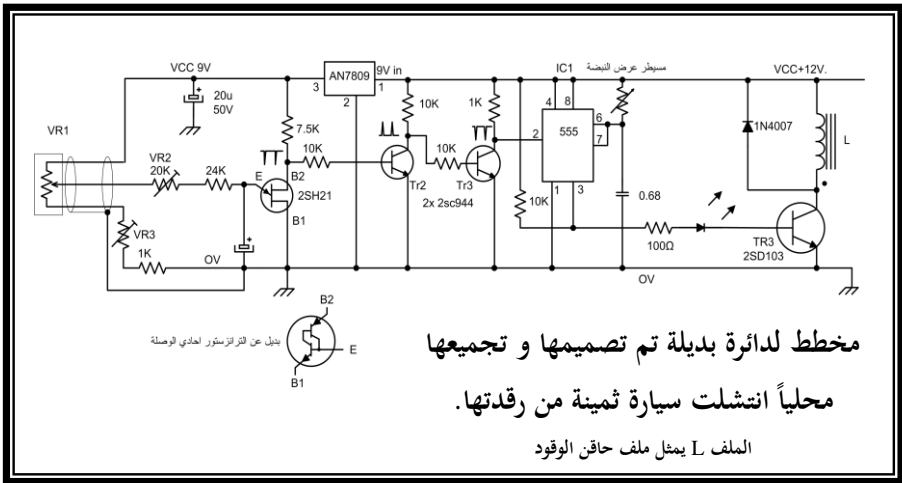 VCC 9V
AN7809
9V in
3
1
2
IC1
مسيطر عرض النبضة
VCC+12V.
20u
50V
7.5K
10K
1K
4
8
6
7
555
2
1
3
1N4007
L
VR1
VR2
20K
24K
E
B2
2SH21
B1
10K
Tr2
10K
Tr3
2x 2sc944
10K
0.68
100Ω
TR3
2SD103
VR3
1K
OV
OV
B2
E
B1
بديل عن الترانزستور احادي الوصلة
مخطط لدائرة بديلة تم تصميمها و تجميعها
محلياً انتشلت سيارة ثمينة من رقدتها.
الملف L يمثل ملف حاقن الوقود